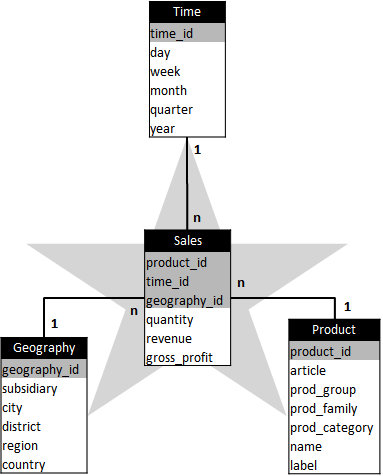 Time
time_id
day
week
month
quarter
year
1
n
Sales
product_id
time_id
geography_id
quantity
revenue
gross_profit
n
1
Geography
geography_id
subsidiary
city
district
region
country
n
1
Product
product_id
article
prod_group
prod_family
prod_category
name
label